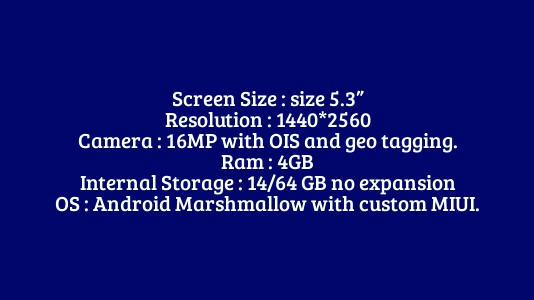 Screen Size : size 5.3”
Resolution : 1440*2560
Camera : 16MP with OIS and geo tagging.
Ram : 4GB
Internal Storage : 14/64 GB no expansion
OS : Android Marshmallow with custom MIUI.